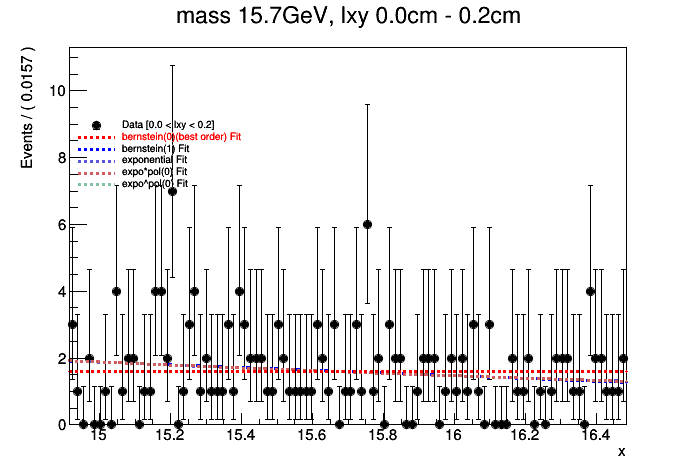 mass 15.7GeV, lxy 0.0cm - 0.2cm
Events / ( 0.0157 )
10
8
6
4
2
0
Data [0.0 < lxy < 0.2]
bernstein(0)(best order) Fit
bernstein(1) Fit
exponential Fit
expo*pol(0) Fit
expo^pol(0) Fit
15 15.2 15.4 15.6 15.8 16 16.2 16.4
x